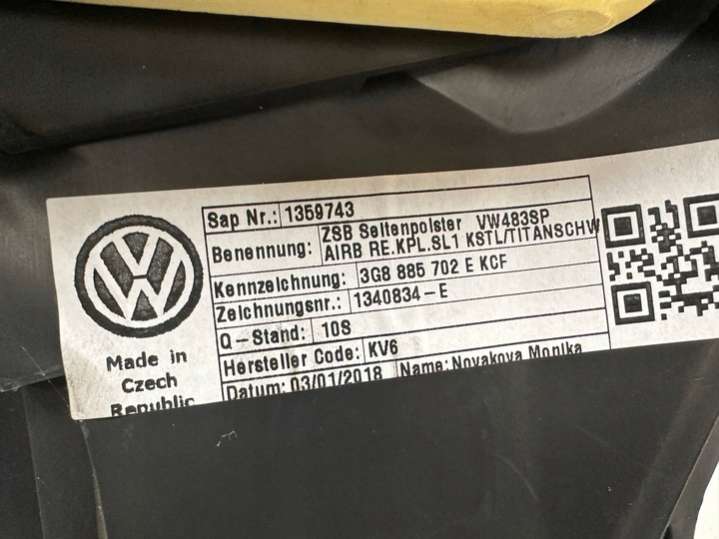 Sap Nr.: 1359743
Benennung: ZSB Seitenpolster VW483SP
AIRB RE.KPL.SL1 KSTL/TITANSCHW
Kennzeichnung: 3G8 885 702 E KCF
Zeichnungsnr.: 1340834-E
Q-Stand: 10S
Hersteller Code: KV6
Datum: 03/01/2018 Name: Novakova Monika
Made in
Czech
Republic